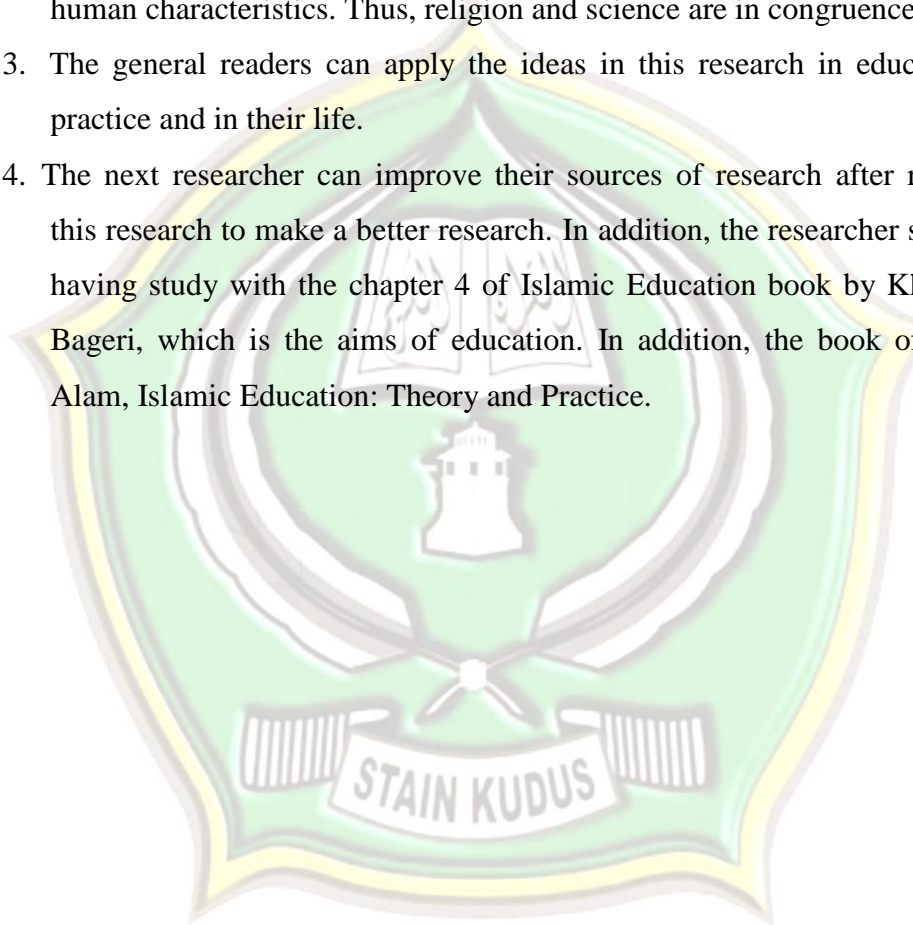 human characteristics. Thus, religion and science are in congruence
3. The general readers can apply the ideas in this research in educ
practice and in their life.
4. The next researcher can improve their sources of research after
this research to make a better research. In addition, the researcher s
having study with the chapter 4 of Islamic Education book by
Bageri, which is the aims of education. In addition, the book of
Alam, Islamic Education: Theory and Practice.
STAIN KUDUS